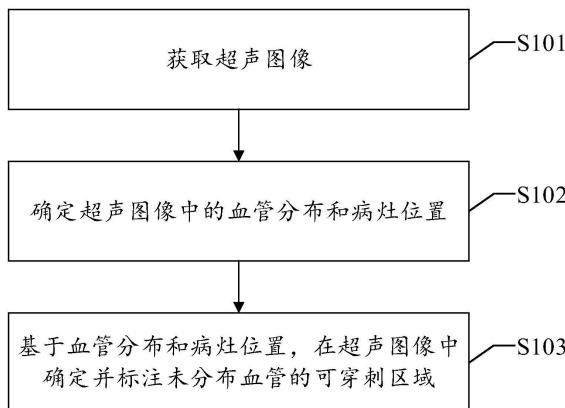 获取超声图像
S101
确定超声图像中的血管分布和病灶位置
S102
基于血管分布和病灶位置，在超声图像中
确定并标注未分布血管的可穿刺区域
S103